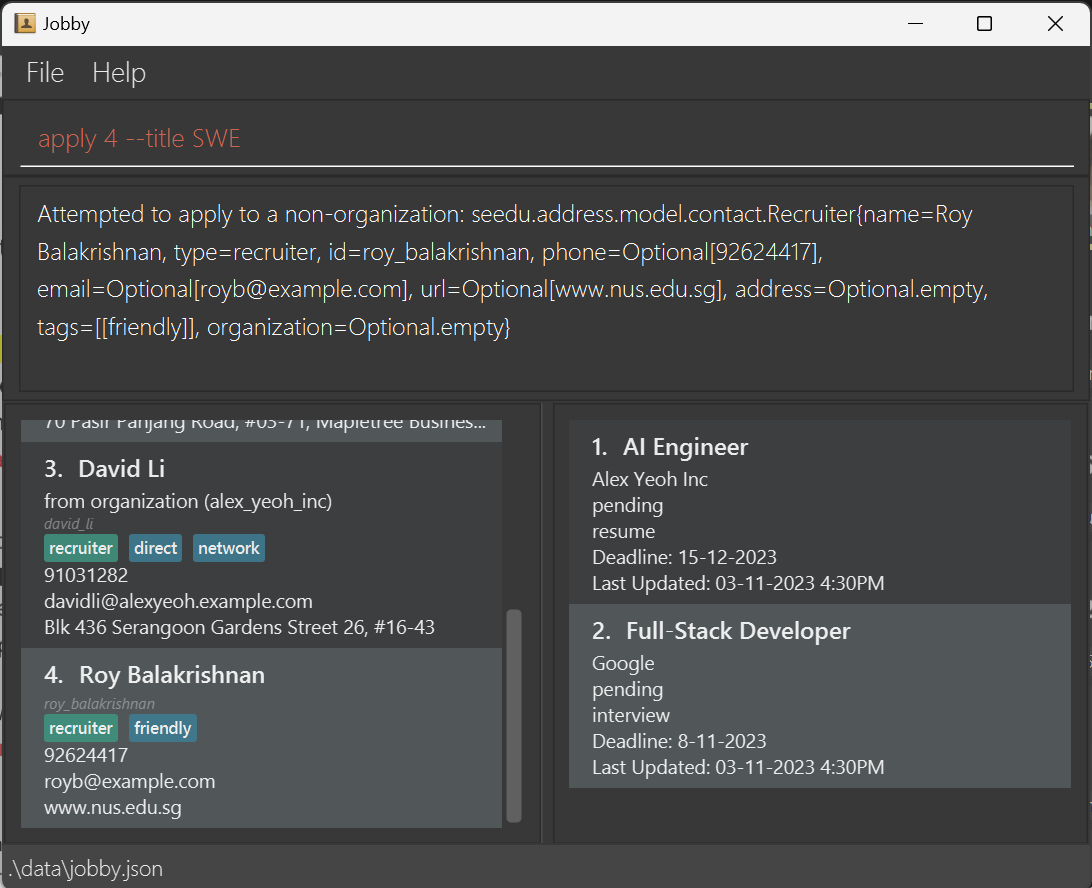 Jobby
File Help
apply 4 --title SWE
Attempted to apply to a non-organization: seedu.address.model.contact.Recruiter{name=Roy
Balakrishnan, type=recruiter, id=roy_balakrishnan, phone=Optional[92624417],
email=Optional[royb@example.com], url=Optional[www.nus.edu.sg], address=Optional.empty,
tags=[[friendly]], organization=Optional.empty}
70 Pasir Panjang Road, #03-71, Mapletree Busines...
3. David Li
from organization (alex_yeoh_inc)
david_li
recruiter direct network
91031282
davidli@alexyeoh.example.com
Blk 436 Serangoon Gardens Street 26, #16-43
4. Roy Balakrishnan
roy_balakrishnan
recruiter friendly
92624417
royb@example.com
www.nus.edu.sg
1. AI Engineer
Alex Yeoh Inc
pending
resume
Deadline: 15-12-2023
Last Updated: 03-11-2023 4:30PM
2. Full-Stack Developer
Google
pending
interview
Deadline: 8-11-2023
Last Updated: 03-11-2023 4:30PM
.\data\jobby.json